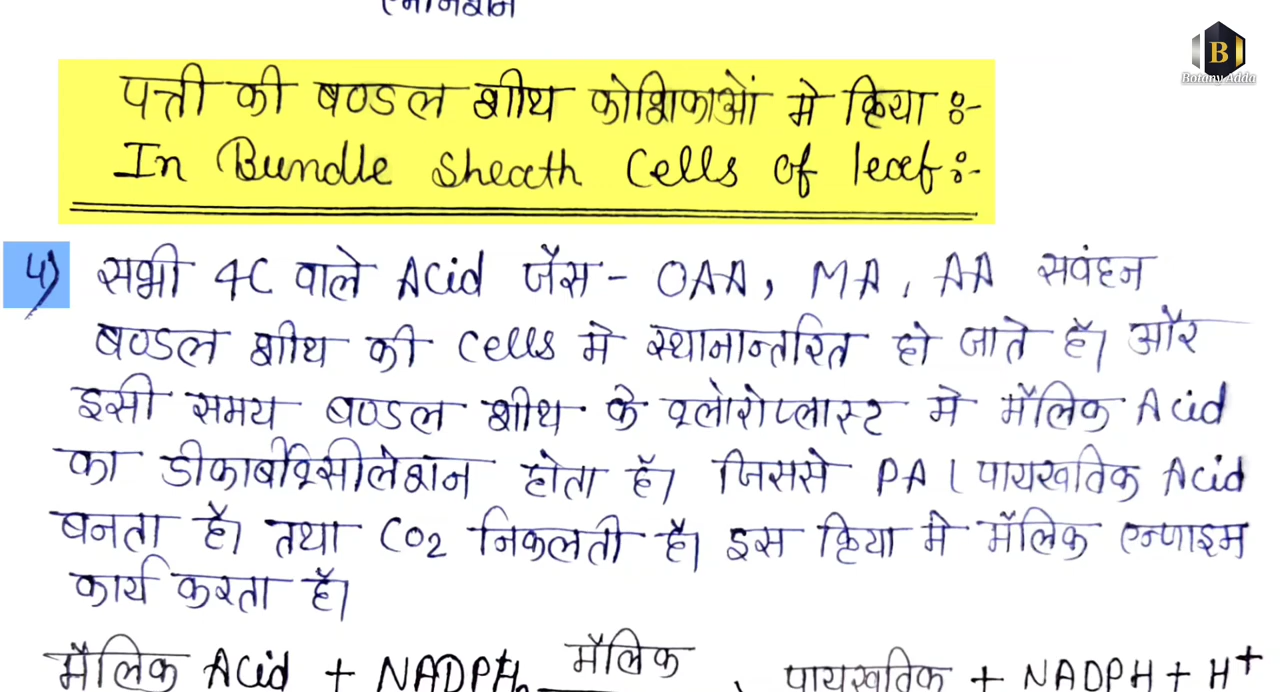 पत्ती की बण्डल शीथ कोशिकाओं मे क्रिया :-
In Bundle sheath Cells of leaf :-
4) सभी 4C वाले Acid जैस - OAA, MA, AA सवंहन
बण्डल शीथ की cells मे स्थानान्तरित हो जाते है। और
इसी समय बण्डल शीथ के क्लोरोप्लास्ट मे मैलिक Acid
का डीकार्बोक्सिीलेशन होता है। जिससे PA ( पायरूविक Acid
बनता है। तथा CO2 निकलती है। इस क्रिया मे मैलिक एन्जाइम
कार्य करता है।
मैलिक Acid + मैलिक
पायरूविक + NADPH + H+
B
Botany Adda